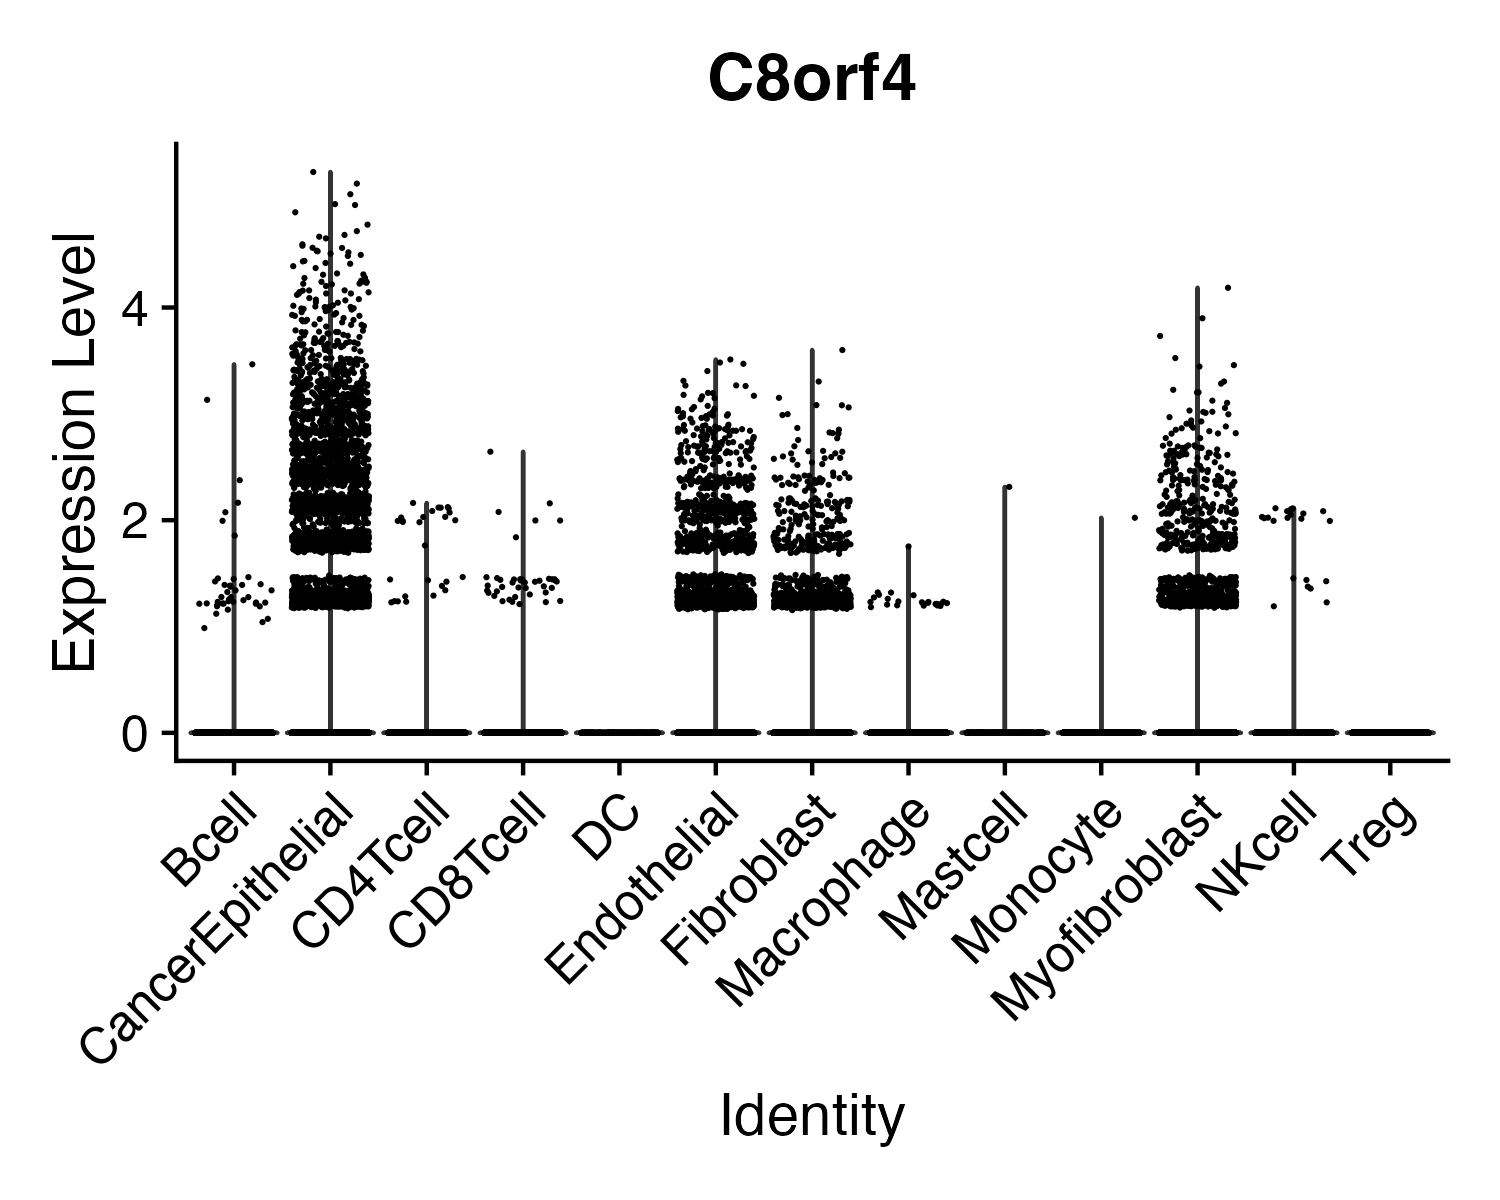 C8orf4
Expression Level
4
2
0
Bcell
CancerEpithelial
CD4Tcell
CD8Tcell
DC
Endothelial
Fibroblast
Macrophage
Mastcell
Monocyte
Myofibroblast
NKcell
Treg
Identity